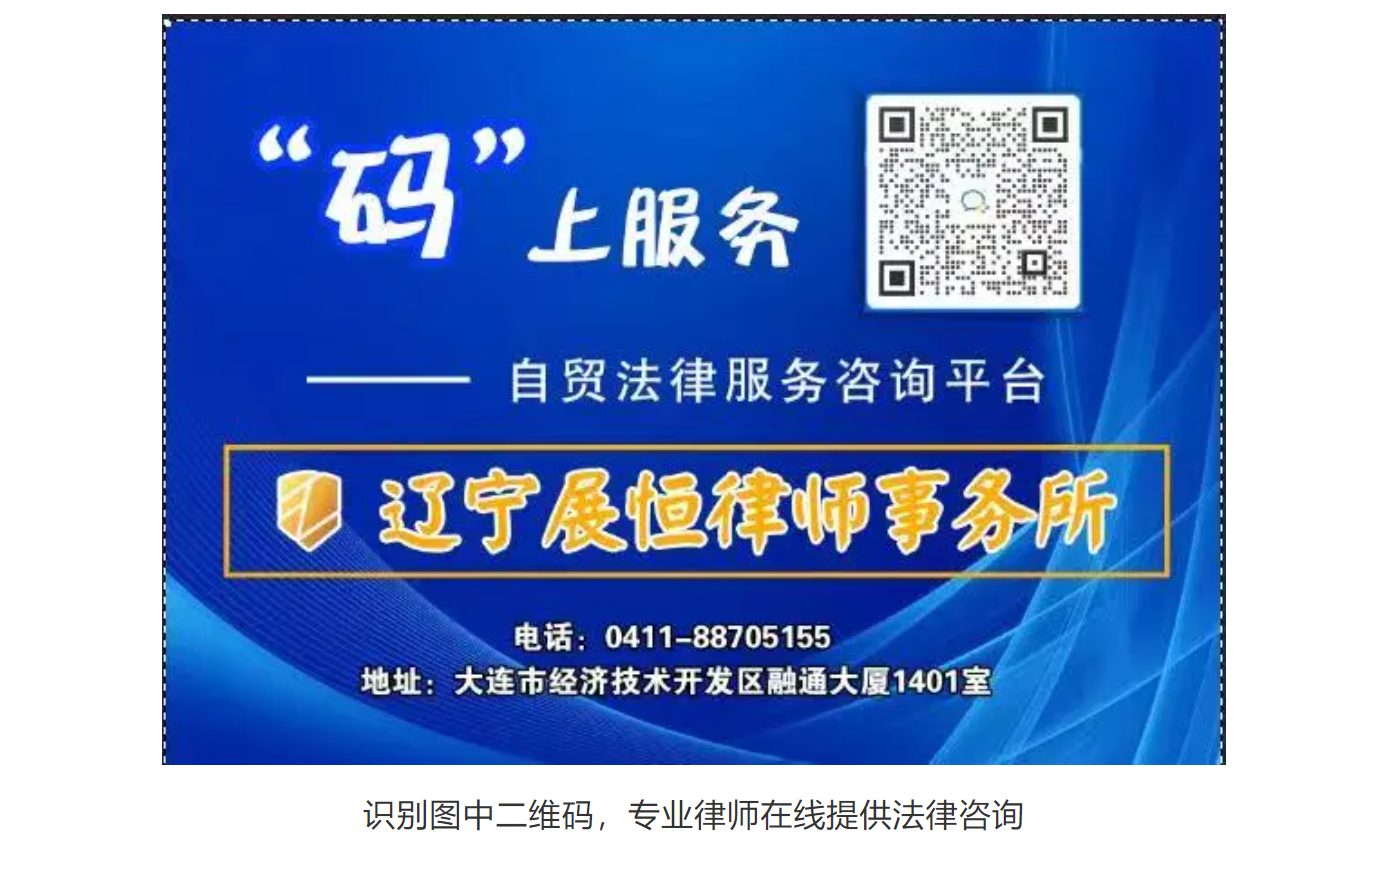 “码”上服务
—— 自贸法律服务咨询平台
辽宁展恒律师事务所
电话：0411-88705155
地址：大连市经济技术开发区融通大厦1401室
识别图中二维码，专业律师在线提供法律咨询